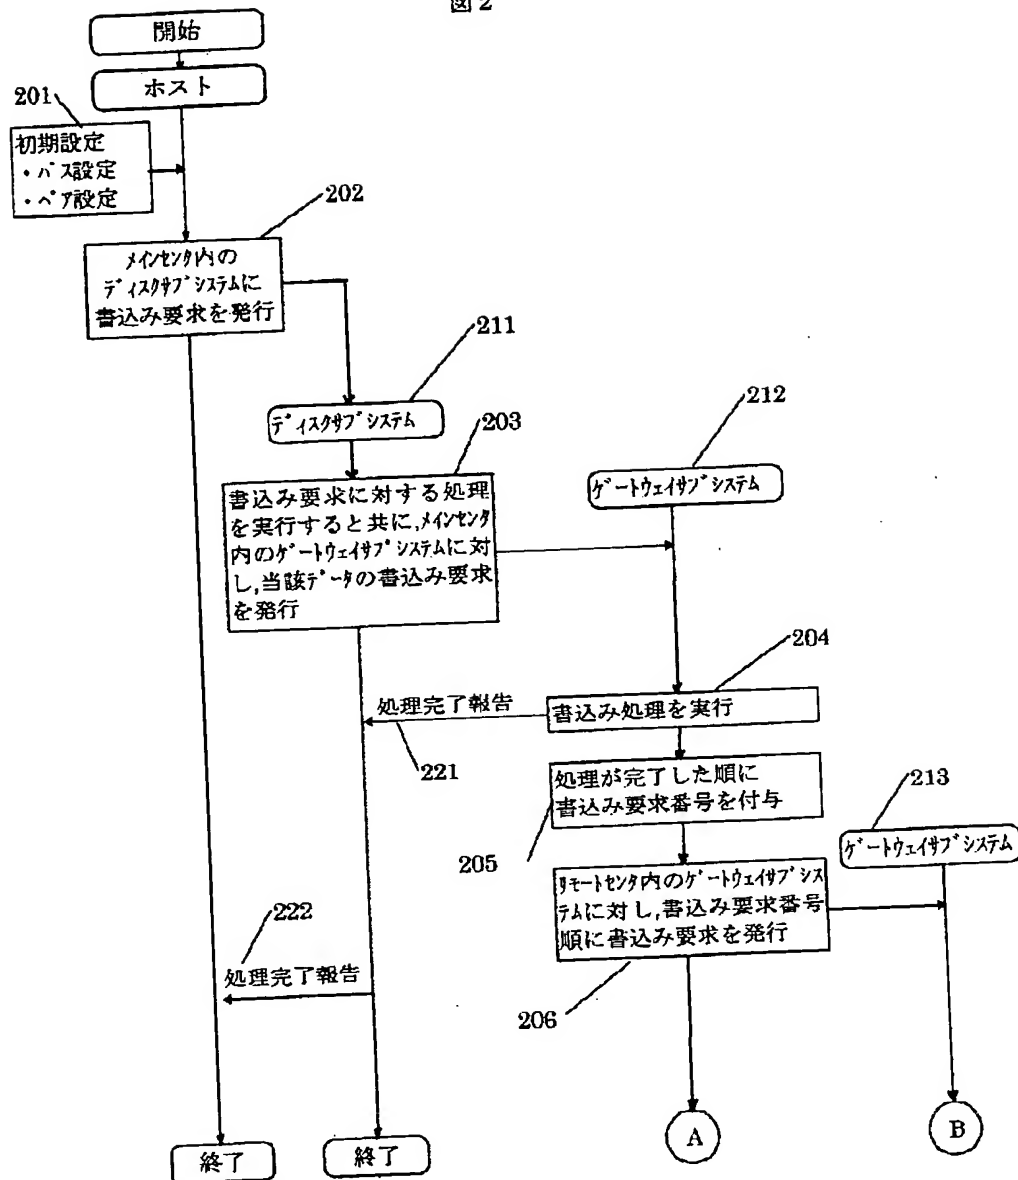 図2
開始
ホスト
201
初期設定
・パス設定
・ペア設定
202
メインセンタ内の
ディスクサブシステムに
書込み要求を発行
211
ディスクサブシステム
203
書込み要求に対する処理
を実行すると共に,メインセンタ
内のゲートウェイサブシステムに対
し,当該データの書込み要求
を発行
212
ゲートウェイサブシステム
204
書込み処理を実行
処理完了報告
221
処理が完了した順に
書込み要求番号を付与
205
213
ゲートウェイサブシステム
リモートセンタ内のゲートウェイサブシス
テムに対し,書込み要求番号
順に書込み要求を発行
206
222
処理完了報告
A
B
終了
終了